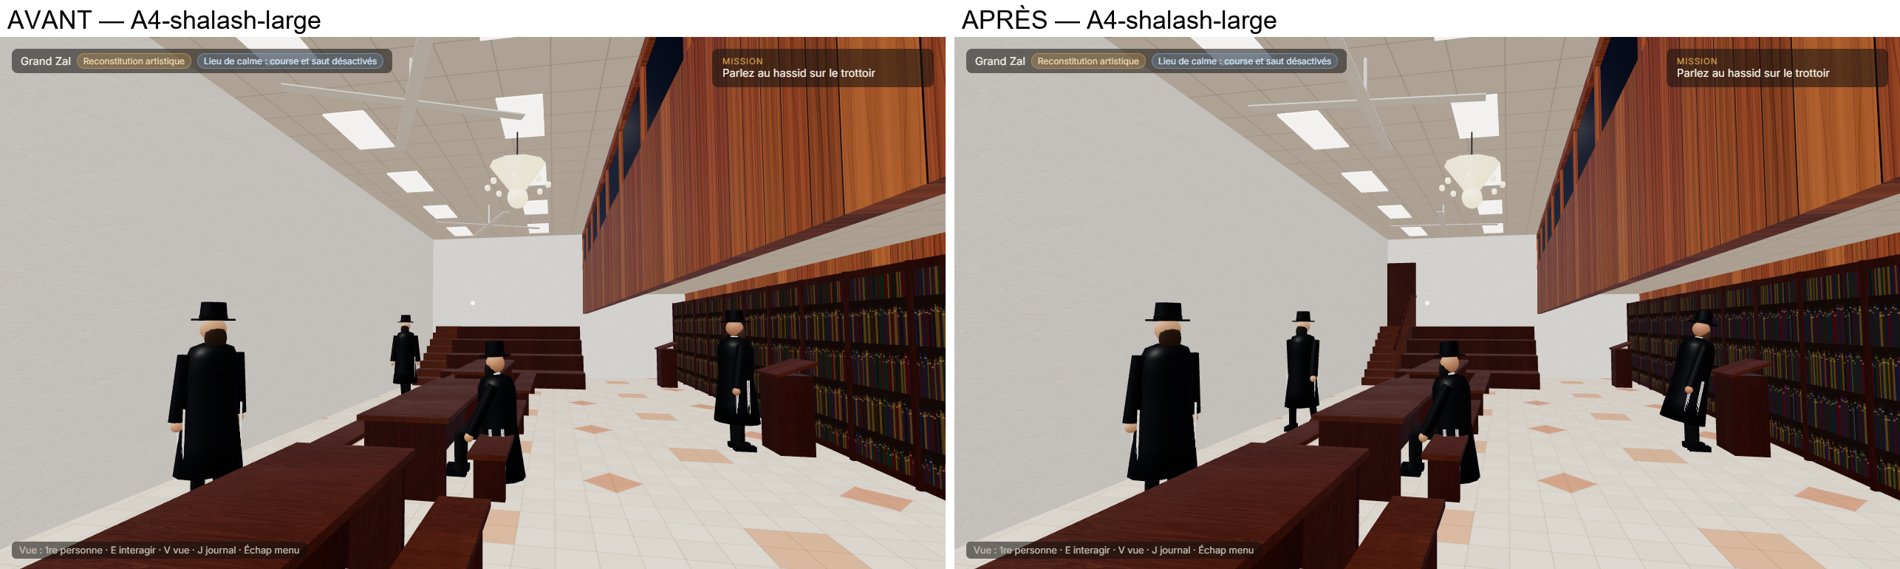 AVANT — A4-shalash-large
Grand Zal Reconstitution artistique Lieu de calme : course et saut désactivés
MISSION
Parlez au hassid sur le trottoir
Vue : 1re personne · E interagir · V vue · J journal · Échap menu
APRÈS — A4-shalash-large
Grand Zal Reconstitution artistique Lieu de calme : course et saut désactivés
MISSION
Parlez au hassid sur le trottoir
Vue : 1re personne · E interagir · V vue · J journal · Échap menu